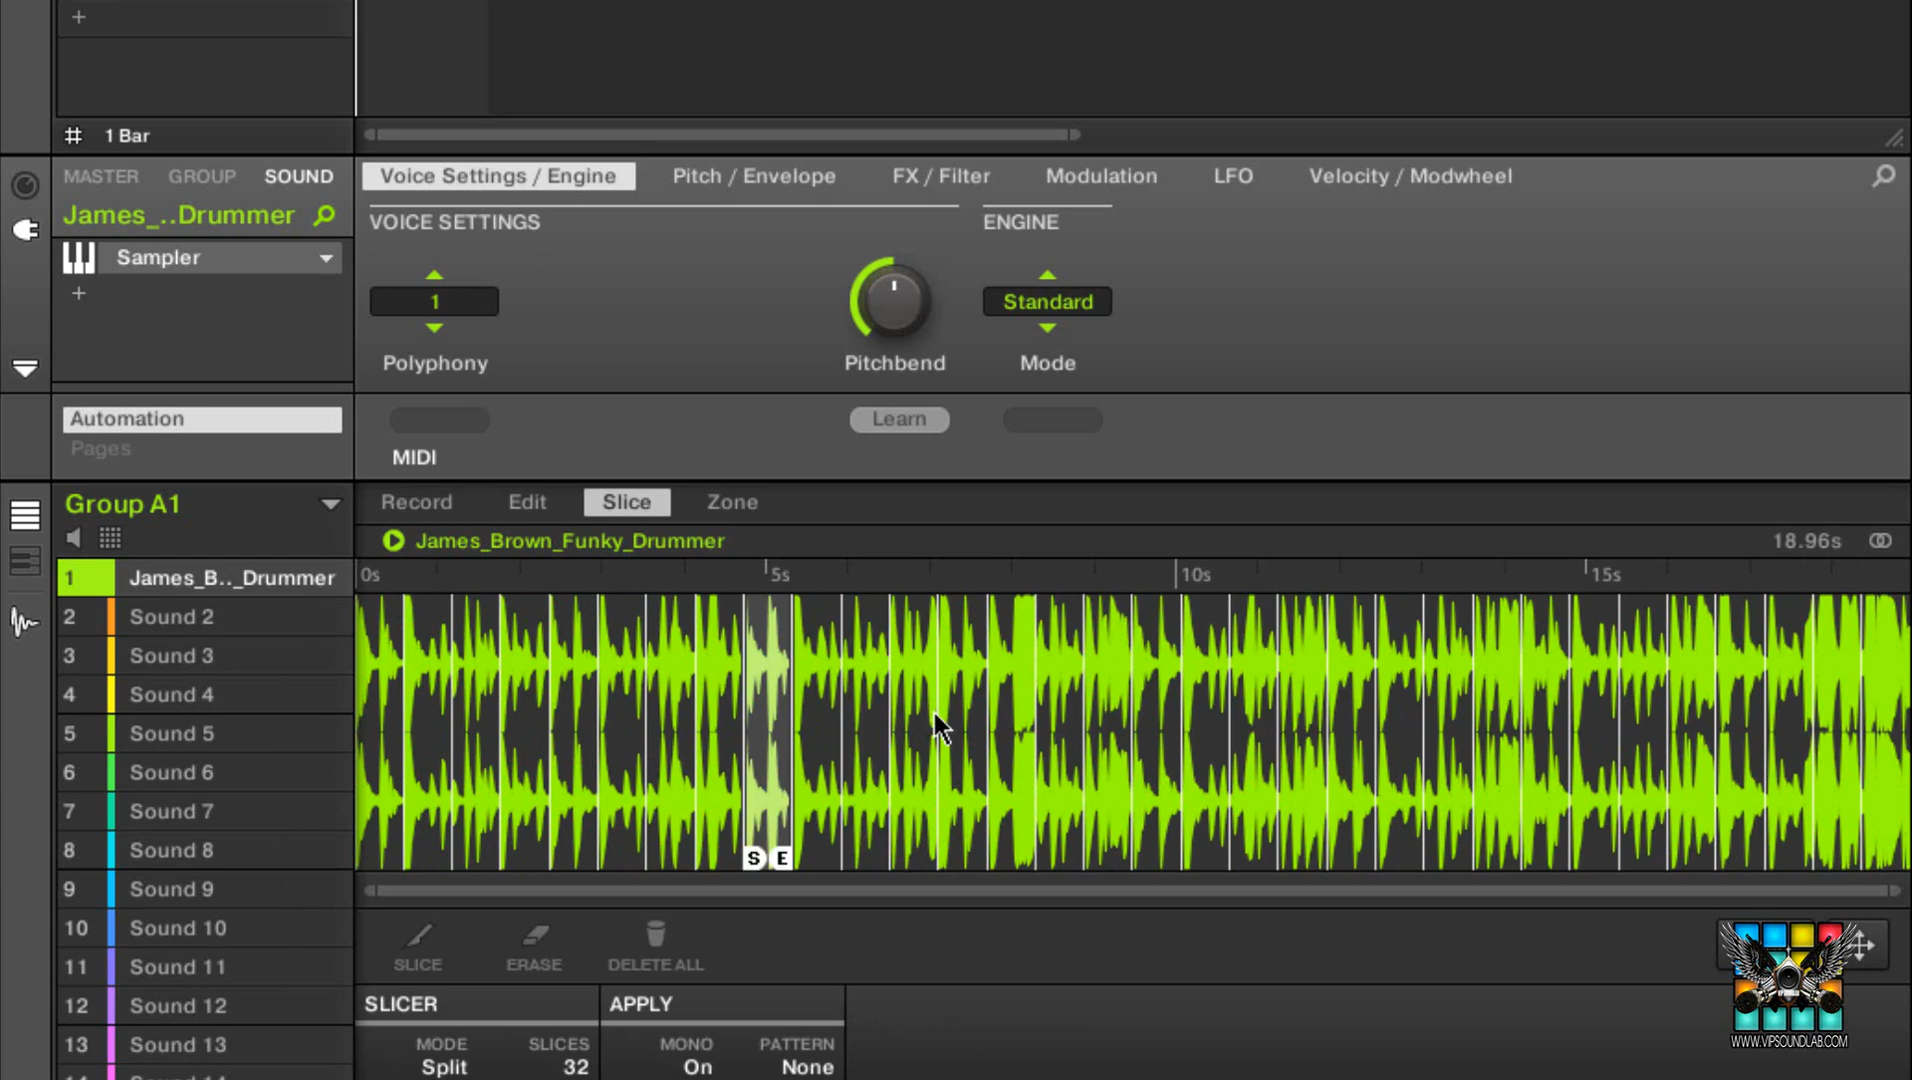 1 Bar
MASTER GROUP SOUND
James_..Drummer
Sampler
Voice Settings / Engine Pitch / Envelope FX / Filter Modulation LFO Velocity / Modwheel
VOICE SETTINGS ENGINE
1 Standard
Polyphony Pitchbend Mode
Automation
Pages
Learn
MIDI
Group A1
Record Edit Slice Zone
James_Brown_Funky_Drummer 18.96s
0s 5s 10s 15s
1 James_B.._Drummer
2 Sound 2
3 Sound 3
4 Sound 4
5 Sound 5
6 Sound 6
7 Sound 7
8 Sound 8
9 Sound 9
10 Sound 10
11 Sound 11
12 Sound 12
13 Sound 13
S E
SLICE ERASE DELETE ALL
SLICER APPLY
MODE SLICES MONO PATTERN
Split 32 On None
WWW.VIPSOUNDLAB.COM